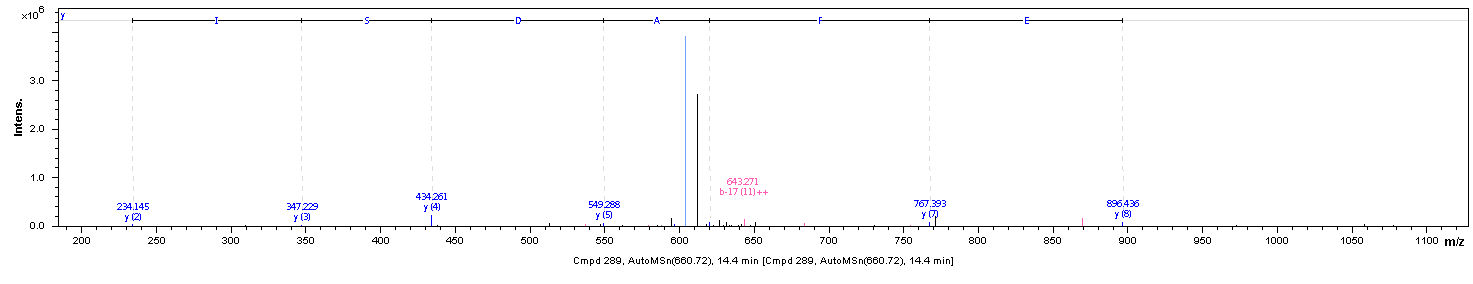 ×10⁶
y
I S D A F E
3.0
2.0
1.0
0.0
Intens.
234.145
y (2)
347.229
y (3)
434.261
y (4)
549.288
y (5)
643.271
b-17 (11)++
767.393
y (7)
896.436
y (8)
200 250 300 350 400 450 500 550 600 650 700 750 800 850 900 950 1000 1050 1100 m/z
Cmpd 289, AutoMSn(660.72), 14.4 min [Cmpd 289, AutoMSn(660.72), 14.4 min]